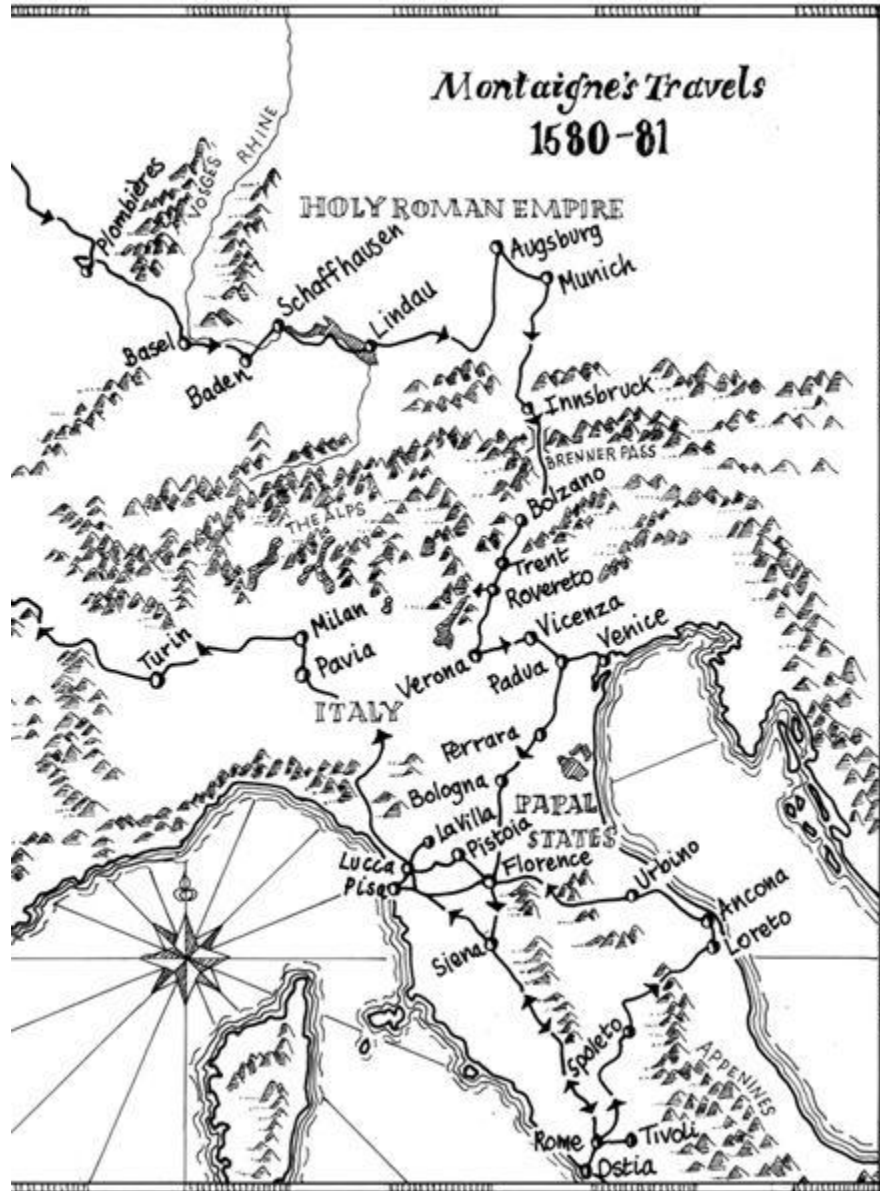 Montaigne's Travels
1580-81
RHINE
VOSGES
Plombières
HOLY ROMAN EMPIRE
Augsburg
Munich
Schaffhausen
Lindau
Basel
Baden
Innsbruck
BRENNER PASS
Bolzano
THE ALPS
Trent
Rovereto
Milan
Vicenza
Venice
Turin
Pavia
Verona
Padua
ITALY
Ferrara
Bologna
PAPAL
STATES
La Villa
Pistoia
Lucca
Florence
Pisa
Urbino
Ancona
Loreto
Siena
Spoleto
APPENINES
Rome
Tivoli
Ostia